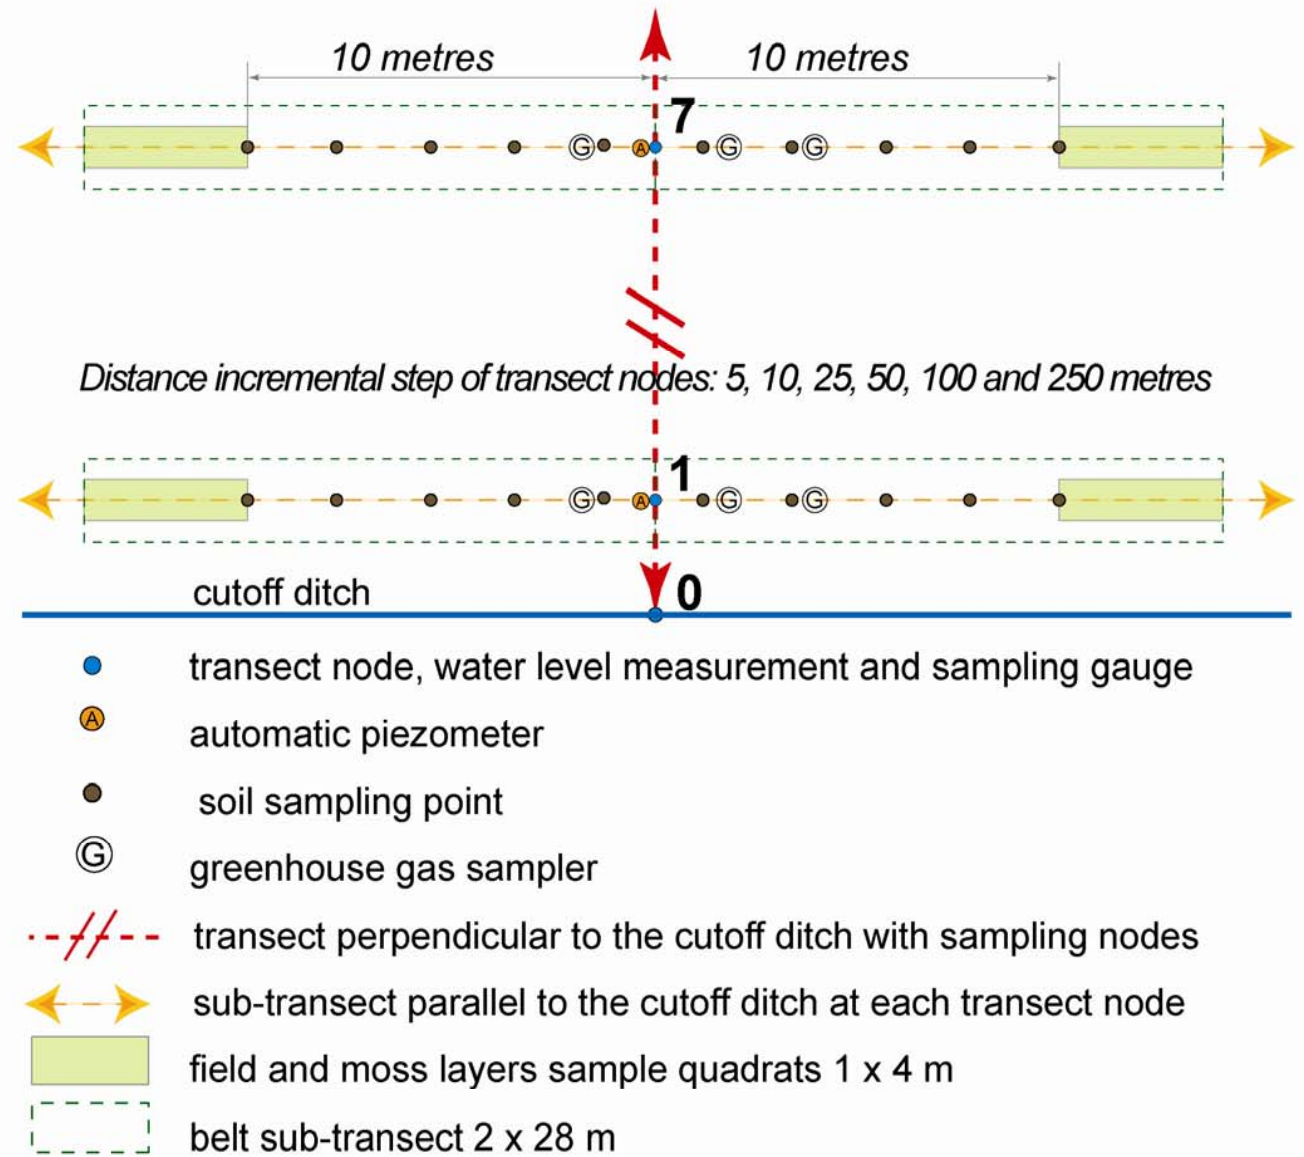 10 metres 10 metres
7
G A G G
Distance incremental step of transect nodes: 5, 10, 25, 50, 100 and 250 metres
1
G A G G
cutoff ditch 0
transect node, water level measurement and sampling gauge
A automatic piezometer
soil sampling point
G greenhouse gas sampler
transect perpendicular to the cutoff ditch with sampling nodes
sub-transect parallel to the cutoff ditch at each transect node
field and moss layers sample quadrats 1 x 4 m
belt sub-transect 2 x 28 m